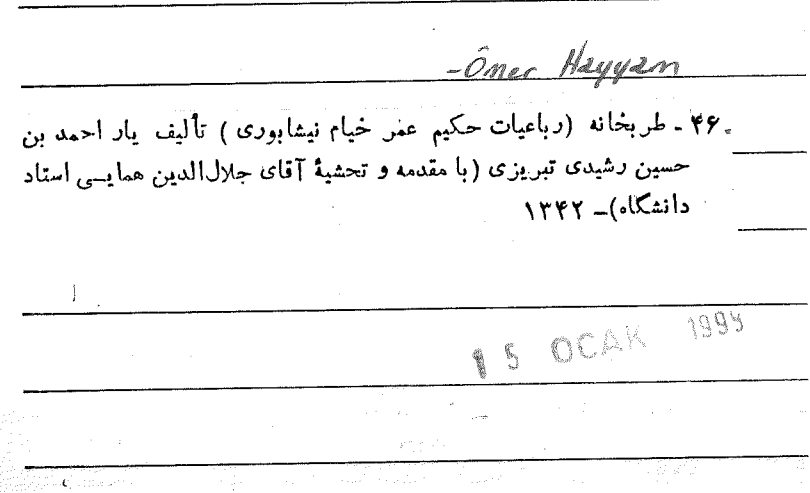 -Ömer Hayyam
۴۶ - طربخانه (رباعیات حکیم عمر خیام نیشابوری) تألیف یار احمد بن
حسین رشیدی تبریزی (با مقدمه و تحشیهٔ آقای جلال‌الدین همایی استاد
دانشگاه) - ۱۳۴۲
15 OCAK 1994